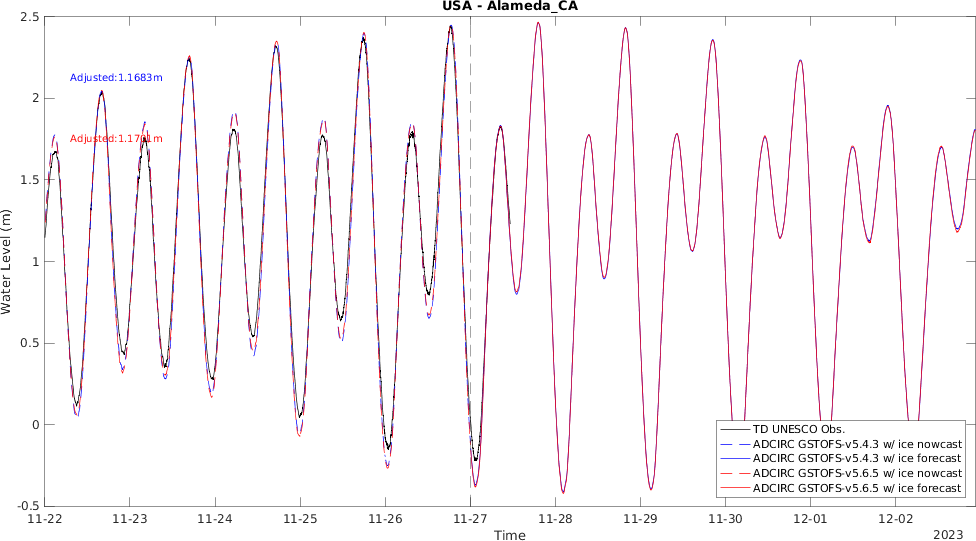 USA - Alameda_CA
2.5
2
1.5
1
0.5
0
-0.5
Water Level (m)
Adjusted:1.1683m
TD UNESCO Obs.
ADCIRC GSTOFS-v5.4.3 w/ ice nowcast
ADCIRC GSTOFS-v5.4.3 w/ ice forecast
ADCIRC GSTOFS-v5.6.5 w/ ice nowcast
ADCIRC GSTOFS-v5.6.5 w/ ice forecast
11-22 11-23 11-24 11-25 11-26 11-27 11-28 11-29 11-30 12-01 12-02
Time
2023